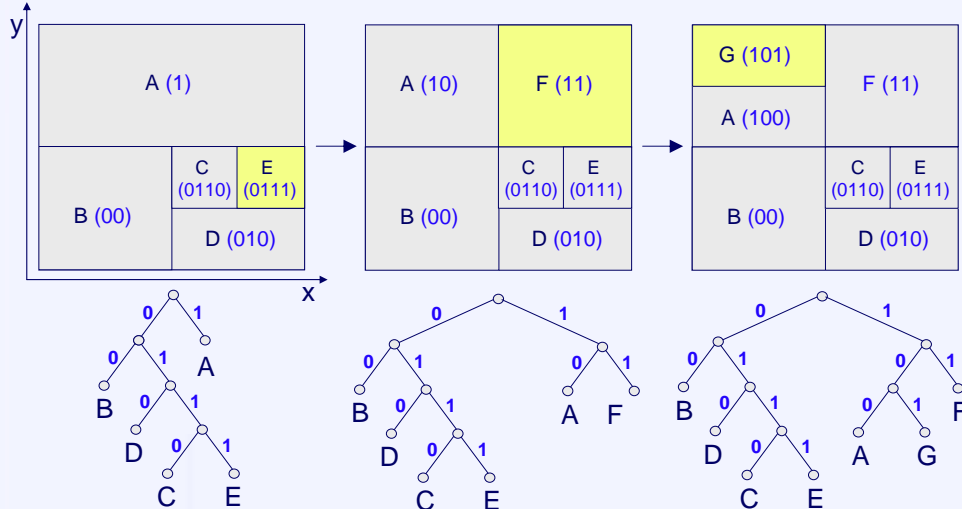 y
A (1)
C
(0110)
E
(0111)
B (00)
D (010)
x
A (10)
F (11)
C
(0110)
E
(0111)
B (00)
D (010)
G (101)
F (11)
A (100)
C
(0110)
E
(0111)
B (00)
D (010)
0 1
0 1 A
B 0 1
D 0 1
C E
0 1
0 1 0 1
B 0 1 A F
D 0 1
C E
0 1
0 1 0 1
B 0 1 0 1 F
D 0 1 A G
C E